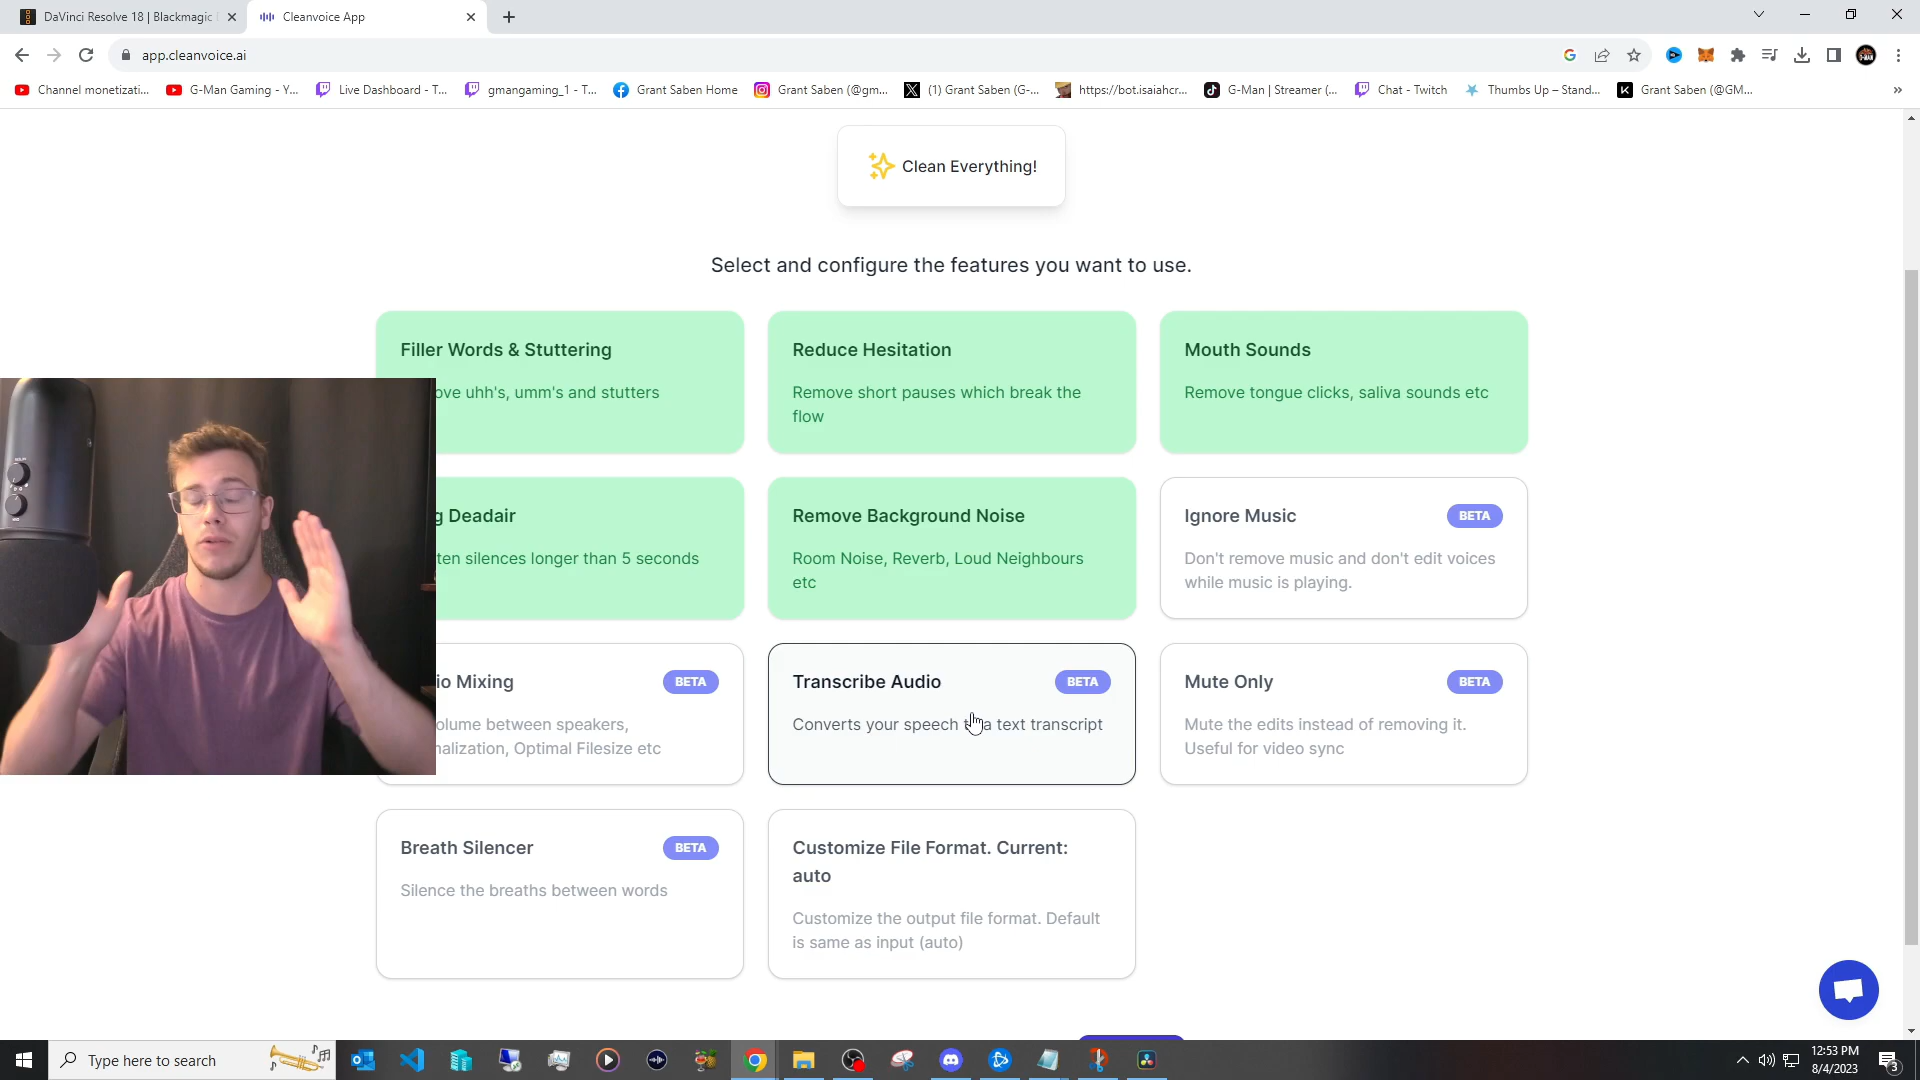 DaVinci Resolve 18 | Blackmagic
Cleanvoice App
app.cleanvoice.ai
Channel monetizati...
G-Man Gaming - Y...
Live Dashboard - T...
gmangaming_1 - T...
Grant Saben Home
Grant Saben (@gm...
(1) Grant Saben (G-...
https://bot.isaiahcr...
G-Man | Streamer (...
Chat - Twitch
Thumbs Up – Stand...
Grant Saben (@GM...
Clean Everything!
Select and configure the features you want to use.
Filler Words & Stuttering
ove uhh's, umm's and stutters
Reduce Hesitation
Remove short pauses which break the
flow
Mouth Sounds
Remove tongue clicks, saliva sounds etc
g Deadair
ten silences longer than 5 seconds
Remove Background Noise
Room Noise, Reverb, Loud Neighbours
etc
Ignore Music
BETA
Don't remove music and don't edit voices
while music is playing.
io Mixing
BETA
olume between speakers,
nalization, Optimal Filesize etc
Transcribe Audio
BETA
Converts your speech a text transcript
Mute Only
BETA
Mute the edits instead of removing it.
Useful for video sync
Breath Silencer
BETA
Silence the breaths between words
Customize File Format. Current:
auto
Customize the output file format. Default
is same as input (auto)
Type here to search
12:53 PM
8/4/2023
3